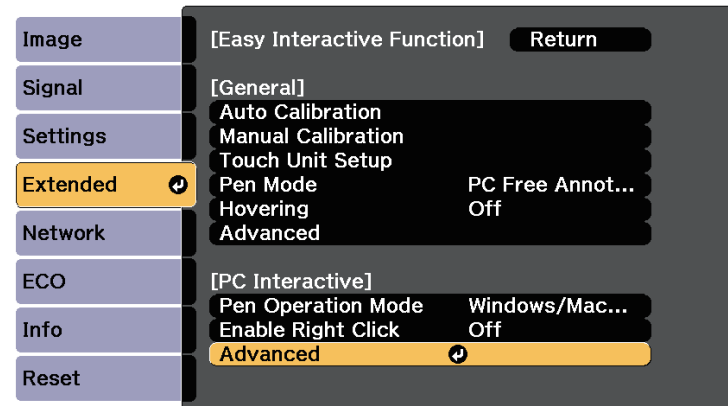 Image
Signal
Settings
Extended
Network
ECO
Info
Reset
[Easy Interactive Function] Return
[General]
Auto Calibration
Manual Calibration
Touch Unit Setup
Pen Mode PC Free Annot...
Hovering Off
Advanced
[PC Interactive]
Pen Operation Mode Windows/Mac...
Enable Right Click Off
Advanced